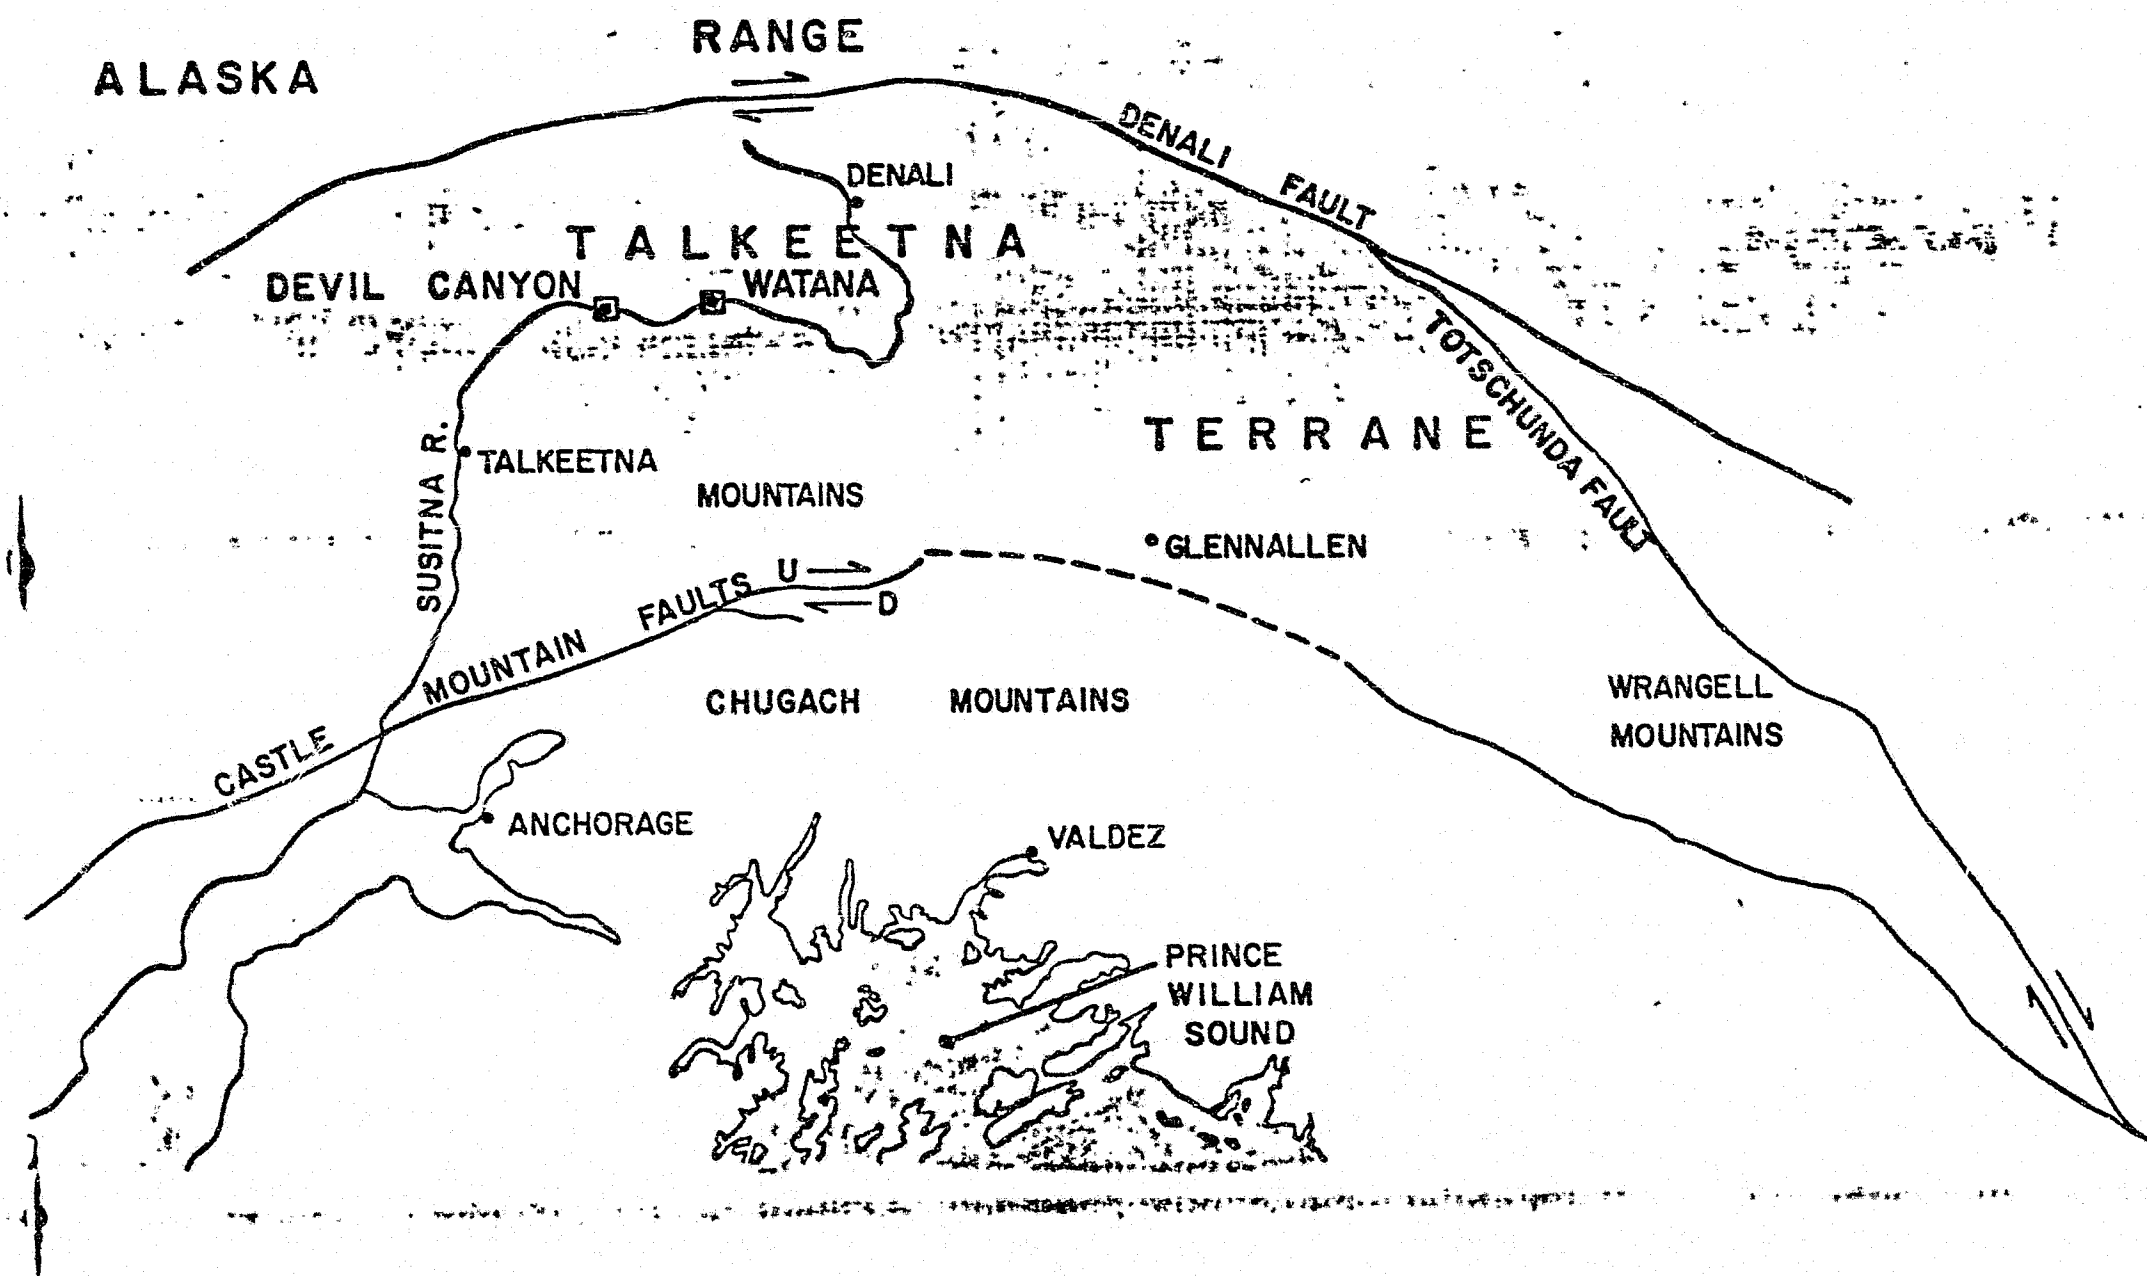 RANGE
ALASKA
DENALI FAULT
DENALI
TALKEETNA
DEVIL CANYON
WATANA
TOTSCHUNDA FAULT
TERRANE
SUSITNA R.
TALKEETNA
MOUNTAINS
GLENNALLEN
U
D
CASTLE MOUNTAIN FAULTS
CHUGACH MOUNTAINS
WRANGELL
MOUNTAINS
ANCHORAGE
VALDEZ
PRINCE
WILLIAM
SOUND